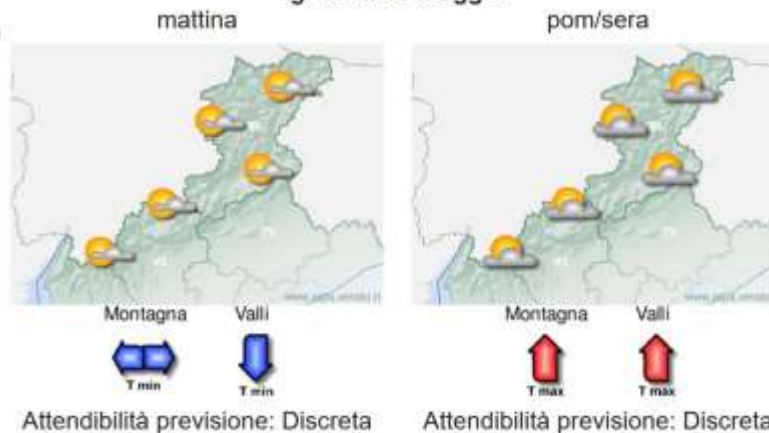 mattina
pom/sera
Montagna Valli
Montagna Valli
T min T min
T max T max
Attendibilità previsione: Discreta
Attendibilità previsione: Discreta